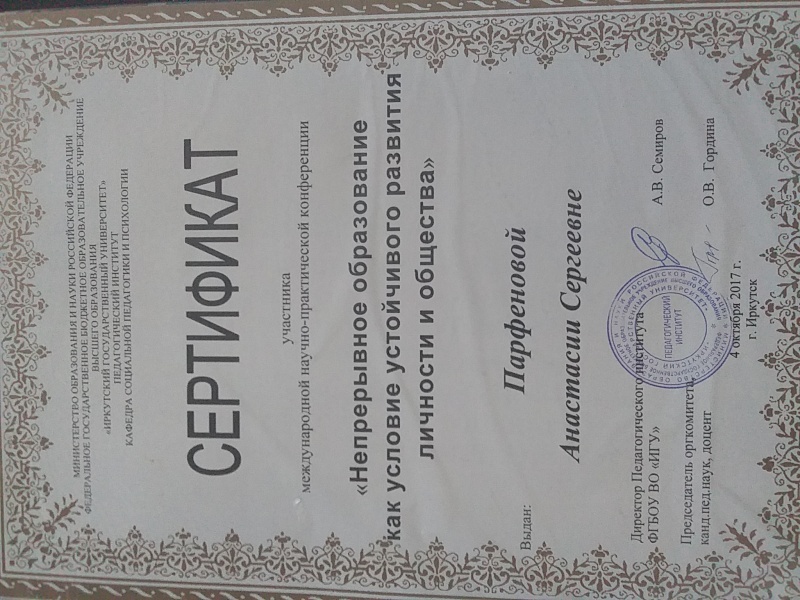 МИНИСТЕРСТВО ОБРАЗОВАНИЯ И НАУКИ РОССИЙСКОЙ ФЕДЕРАЦИИ
ФЕДЕРАЛЬНОЕ ГОСУДАРСТВЕННОЕ БЮДЖЕТНОЕ ОБРАЗОВАТЕЛЬНОЕ УЧРЕЖДЕНИЕ
ВЫСШЕГО ОБРАЗОВАНИЯ
«ИРКУТСКИЙ ГОСУДАРСТВЕННЫЙ УНИВЕРСИТЕТ»
ПЕДАГОГИЧЕСКИЙ ИНСТИТУТ
КАФЕДРА СОЦИАЛЬНОЙ ПЕДАГОГИКИ И ПСИХОЛОГИИ
СЕРТИФИКАТ
участника
международной научно-практической конференции
«Непрерывное образование
как условие устойчивого развития
личности и общества»
Выдан:
Парфеновой
Анастасии Сергеевне
Директор Педагогического института
ФГБОУ ВО «ИГУ» А.В. Семиров
Председатель оргкомитета,
канд.пед.наук, доцент О.В. Гордина
ПЕДАГОГИЧЕСКИЙ
ИНСТИТУТ
4 октября 2017 г.
г. Иркутск